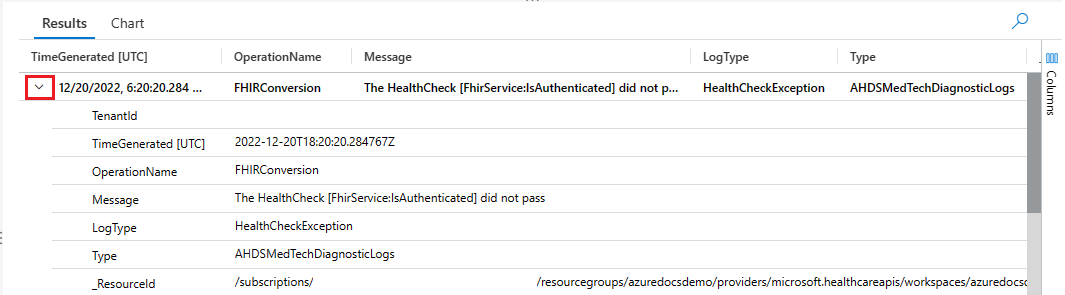 Results Chart
TimeGenerated [UTC] OperationName Message LogType Type
12/20/2022, 6:20:20.284 ... FHIRConversion The HealthCheck [FhirService:IsAuthenticated] did not p... HealthCheckException AHDSMedTechDiagnosticLogs
TenantId
TimeGenerated [UTC] 2022-12-20T18:20:20.284767Z
OperationName FHIRConversion
Message The HealthCheck [FhirService:IsAuthenticated] did not pass
LogType HealthCheckException
Type AHDSMedTechDiagnosticLogs
_ResourceId /subscriptions/ /resourcegroups/azuredocsdemo/providers/microsoft.healthcareapis/workspaces/azuredocs
Columns